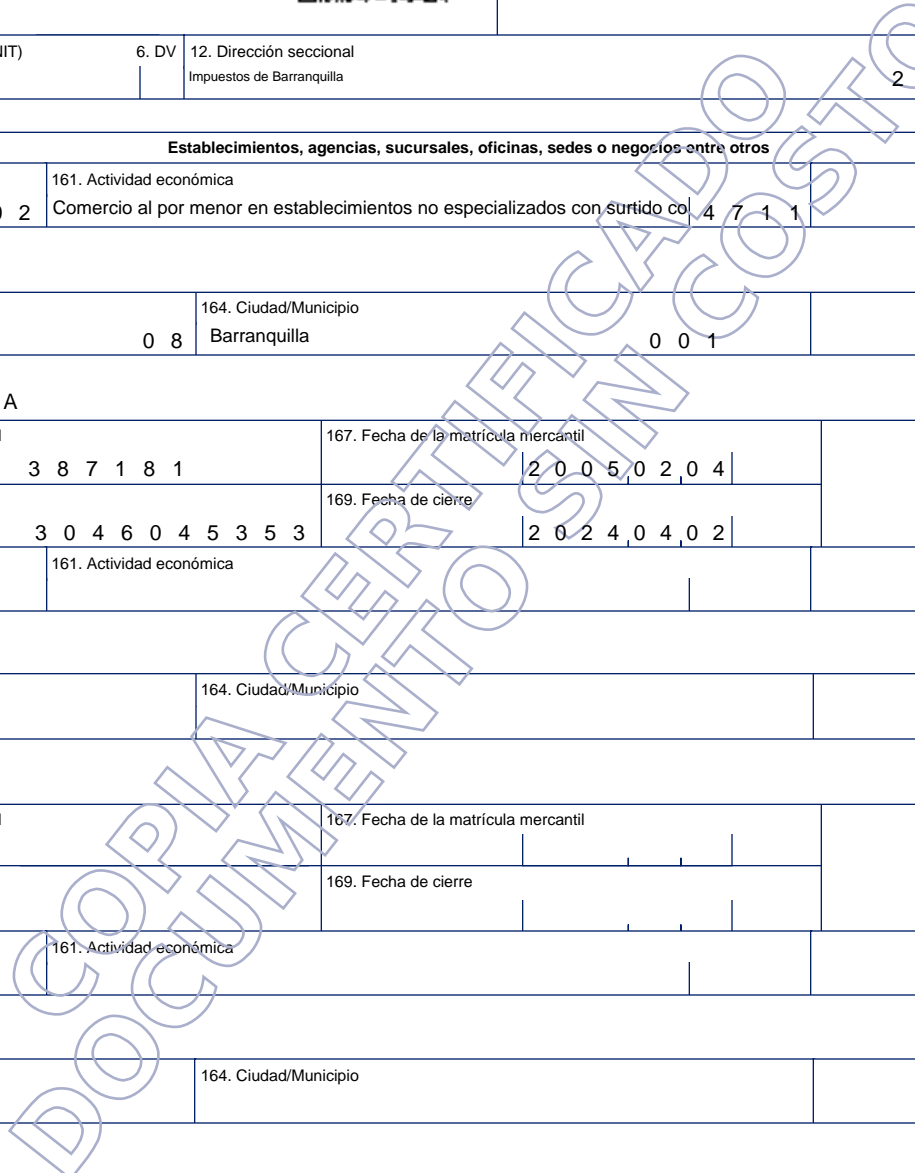 NIT) 6. DV 12. Dirección seccional
Impuestos de Barranquilla 2
Establecimientos, agencias, sucursales, oficinas, sedes o negocios entre otros
161. Actividad económica
2 Comercio al por menor en establecimientos no especializados con surtido co 4 7 1 1
164. Ciudad/Municipio
0 8 Barranquilla 0 0 1
A
167. Fecha de la matrícula mercantil
3 8 7 1 8 1 2 0 0 5 0 2 0 4
169. Fecha de cierre
3 0 4 6 0 4 5 3 5 3 2 0 2 4 0 4 0 2
161. Actividad económica
164. Ciudad/Municipio
167. Fecha de la matrícula mercantil
169. Fecha de cierre
161. Actividad económica
164. Ciudad/Municipio
COPIA CERTIFICADO
DOCUMENTO SIN COSTO